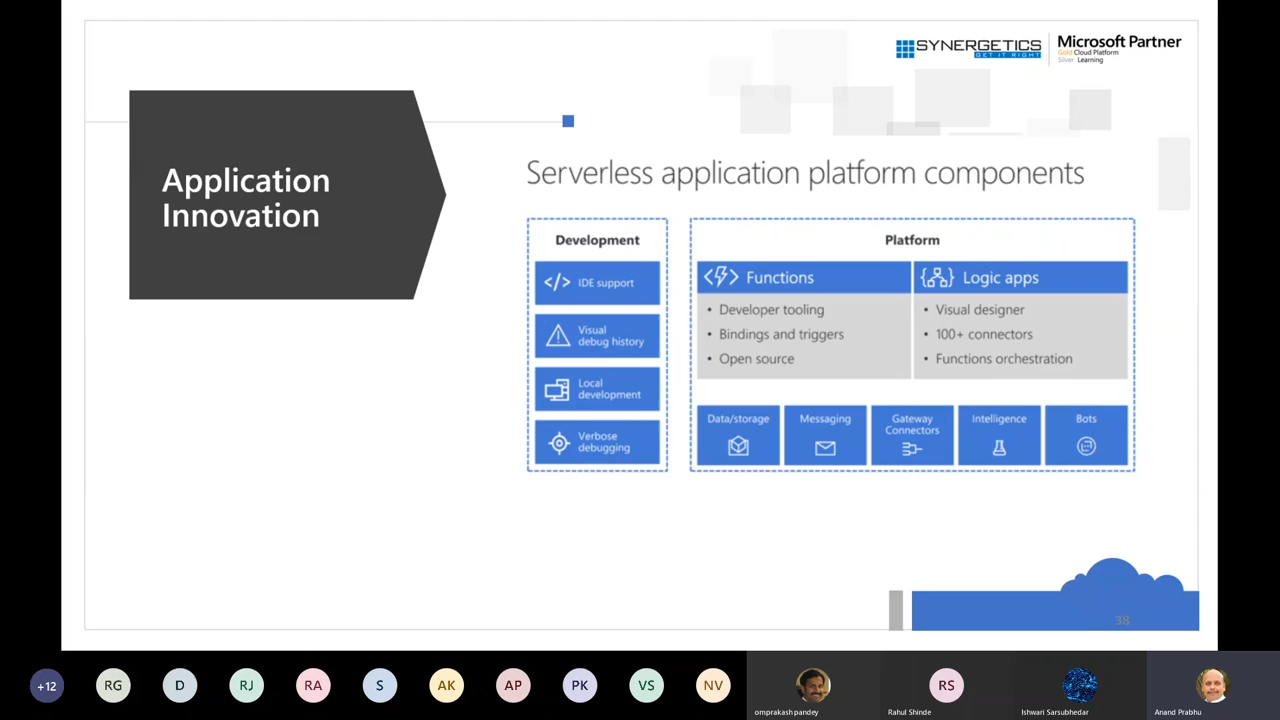 SYNERGETICS
GET IT RIGHT
Microsoft Partner
Gold Cloud Platform
Silver Learning
Application
Innovation
Serverless application platform components
Development
IDE support
Visual
debug history
Local
development
Verbose
debugging
Platform
Functions
• Developer tooling
• Bindings and triggers
• Open source
Logic apps
• Visual designer
• 100+ connectors
• Functions orchestration
Data/storage
Messaging
Gateway
Connectors
Intelligence
Bots
38
+12
RG
D
RJ
RA
S
AK
AP
PK
VS
NV
omprakash pandey
RS
Rahul Shinde
Ishwari Sarsubhedar
Anand Prabhu